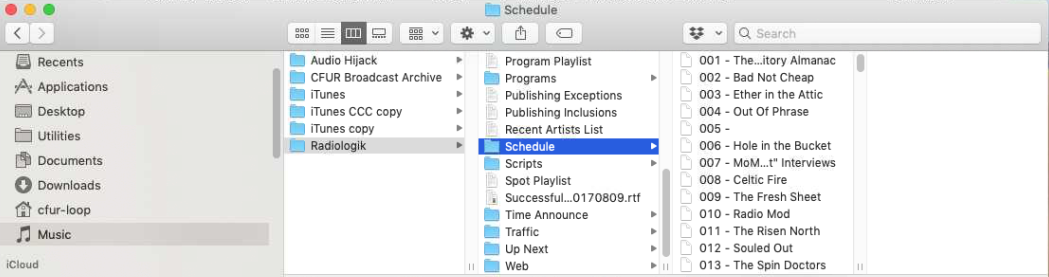 Schedule
Search
Recents
Applications
Desktop
Utilities
Documents
Downloads
cfur-loop
Music
iCloud
Audio Hijack
CFUR Broadcast Archive
iTunes
iTunes CCC copy
iTunes copy
Radiologik
Program Playlist
Programs
Publishing Exceptions
Publishing Inclusions
Recent Artists List
Schedule
Scripts
Spot Playlist
Successful...0170809.rtf
Time Announce
Traffic
Up Next
Web
001 - The...itory Almanac
002 - Bad Not Cheap
003 - Ether in the Attic
004 - Out Of Phrase
005 -
006 - Hole in the Bucket
007 - MoM...t" Interviews
008 - Celtic Fire
009 - The Fresh Sheet
010 - Radio Mod
011 - The Risen North
012 - Souled Out
013 - The Spin Doctors